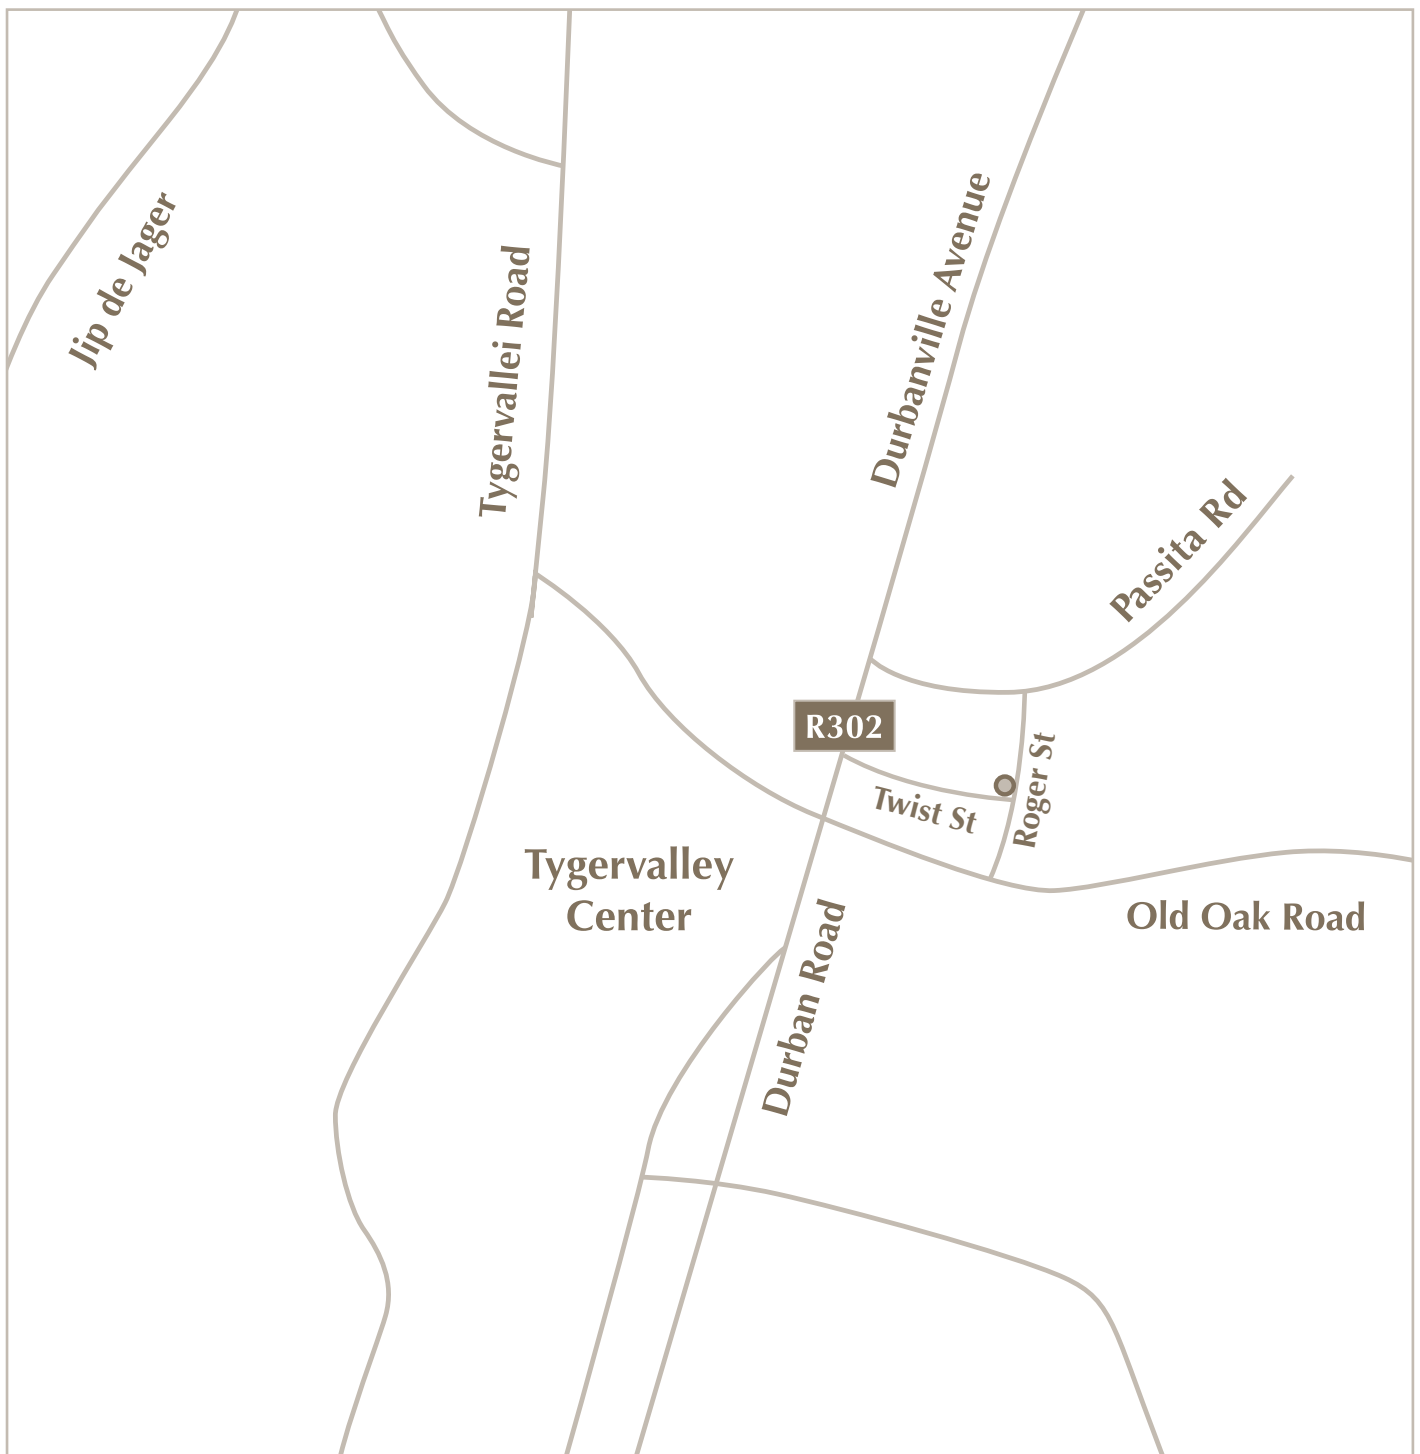 Jip de Jager
Tygervallei Road
Durbanville Avenue
Passita Rd
R302
Roger St
Twist St
Tygervalley
Center
Old Oak Road
Durban Road